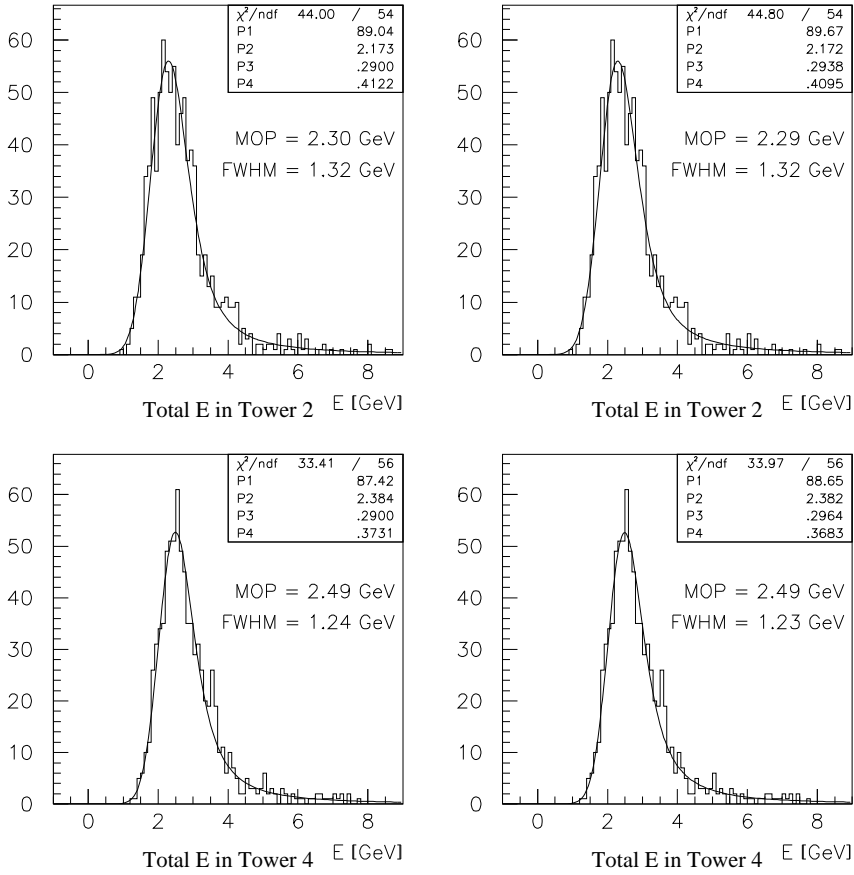 χ²/ndf 44.00 / 54
P1 89.04
P2 2.173
P3 .2900
P4 .4122
MOP = 2.30 GeV
FWHM = 1.32 GeV
60
50
40
30
20
10
0
0 2 4 6 8
Total E in Tower 2 E [GeV]
χ²/ndf 44.80 / 54
P1 89.67
P2 2.172
P3 .2938
P4 .4095
MOP = 2.29 GeV
FWHM = 1.32 GeV
60
50
40
30
20
10
0
0 2 4 6 8
Total E in Tower 2 E [GeV]
χ²/ndf 33.41 / 56
P1 87.42
P2 2.384
P3 .2900
P4 .3731
MOP = 2.49 GeV
FWHM = 1.24 GeV
60
50
40
30
20
10
0
0 2 4 6 8
Total E in Tower 4 E [GeV]
χ²/ndf 33.97 / 56
P1 88.65
P2 2.382
P3 .2964
P4 .3683
MOP = 2.49 GeV
FWHM = 1.23 GeV
60
50
40
30
20
10
0
0 2 4 6 8
Total E in Tower 4 E [GeV]